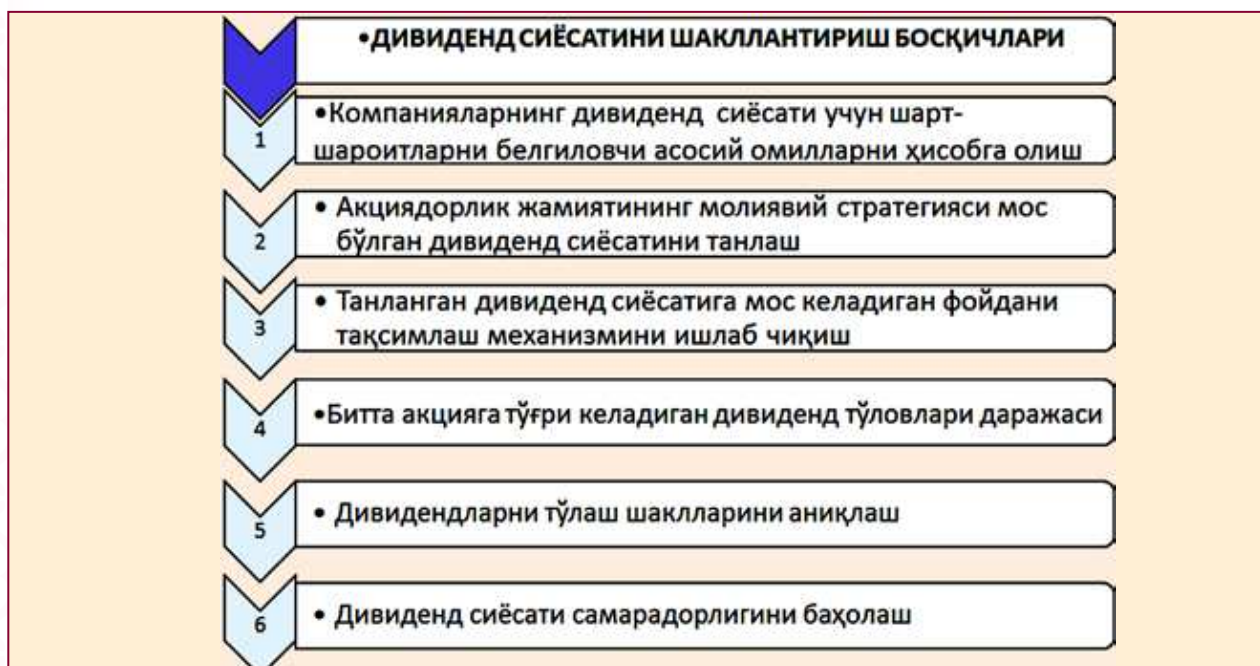 •ДИВИДЕНД СИЁСАТИНИ ШАКЛЛАНТИРИШ БОСҚИЧЛАРИ
1
•Компанияларнинг дивиденд сиёсати учун шарт-
шароитларни белгиловчи асосий омилларни ҳисобга олиш
2
• Акциядорлик жамиятининг молиявий стратегияси мос
бўлган дивиденд сиёсатини танлаш
3
• Танланган дивиденд сиёсатига мос келадиган фойдани
тақсимлаш механизмини ишлаб чиқиш
4
•Битта акцияга тўғри келадиган дивиденд тўловлари даражаси
5
• Дивидендларни тўлаш шаклларини аниқлаш
6
• Дивиденд сиёсати самарадорлигини баҳолаш